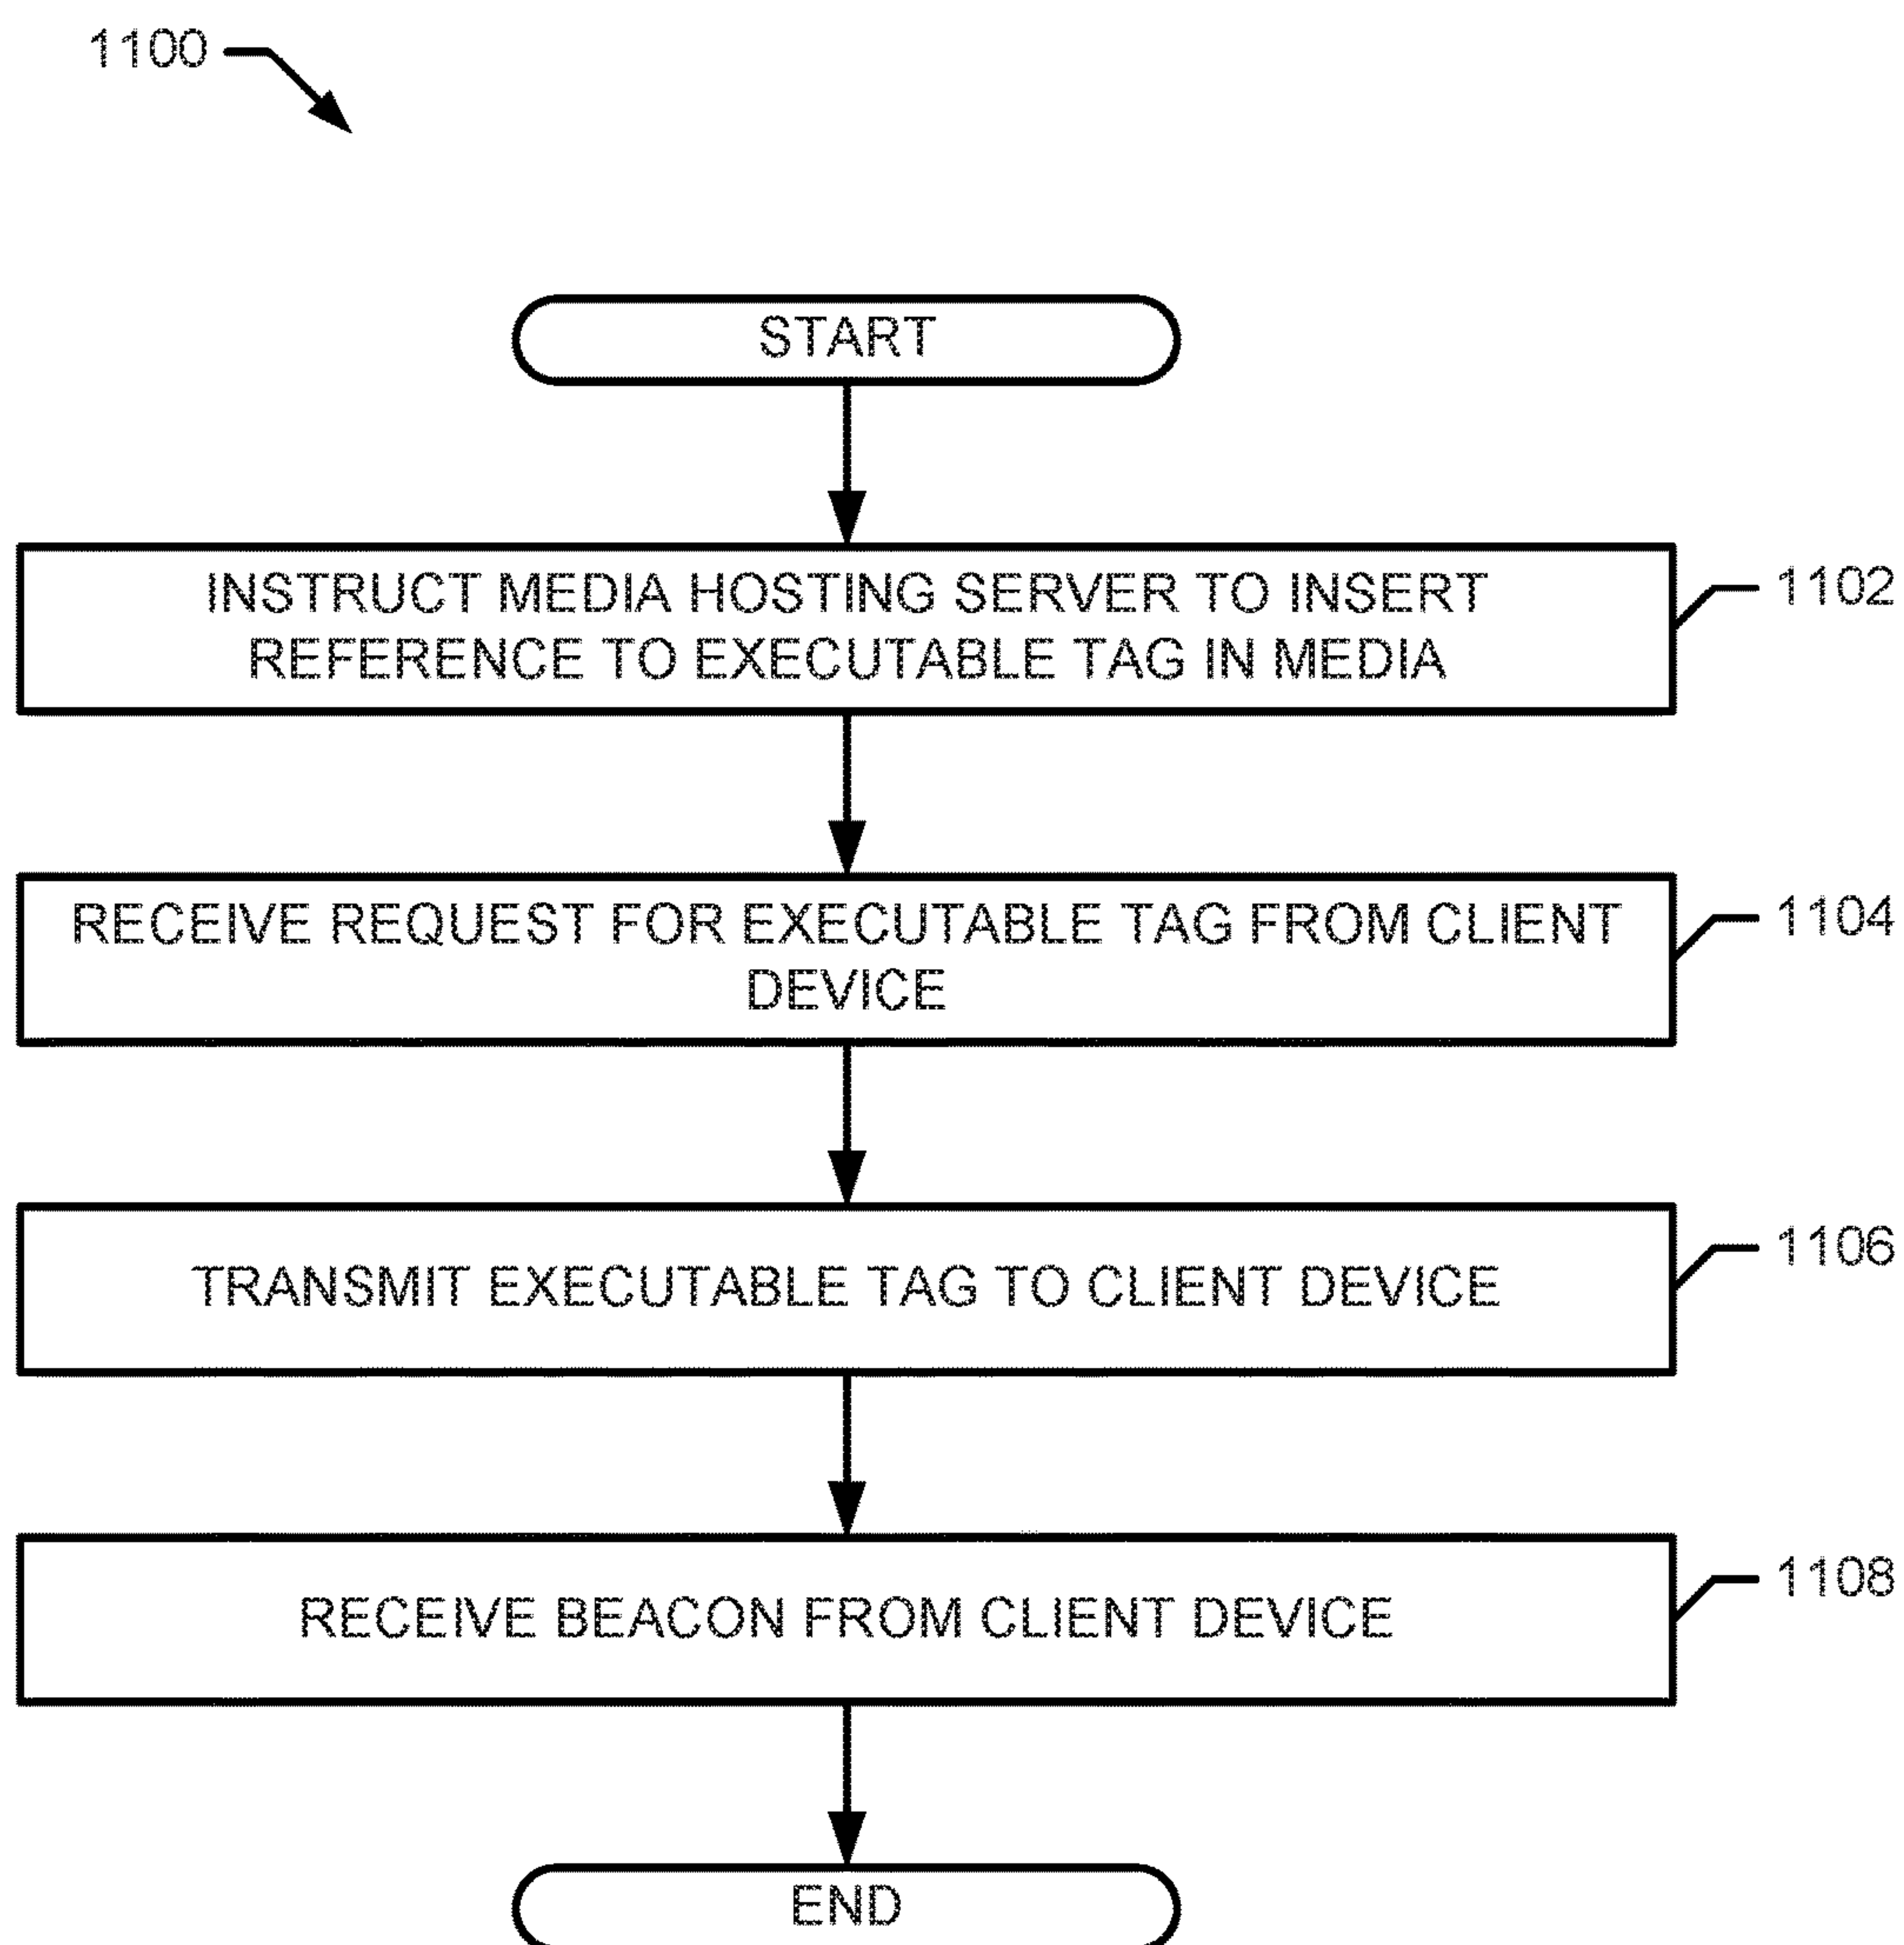 1100
START
INSTRUCT MEDIA HOSTING SERVER TO INSERT
REFERENCE TO EXECUTABLE TAG IN MEDIA
1102
RECEIVE REQUEST FOR EXECUTABLE TAG FROM CLIENT
DEVICE
1104
TRANSMIT EXECUTABLE TAG TO CLIENT DEVICE
1106
RECEIVE BEACON FROM CLIENT DEVICE
1108
END